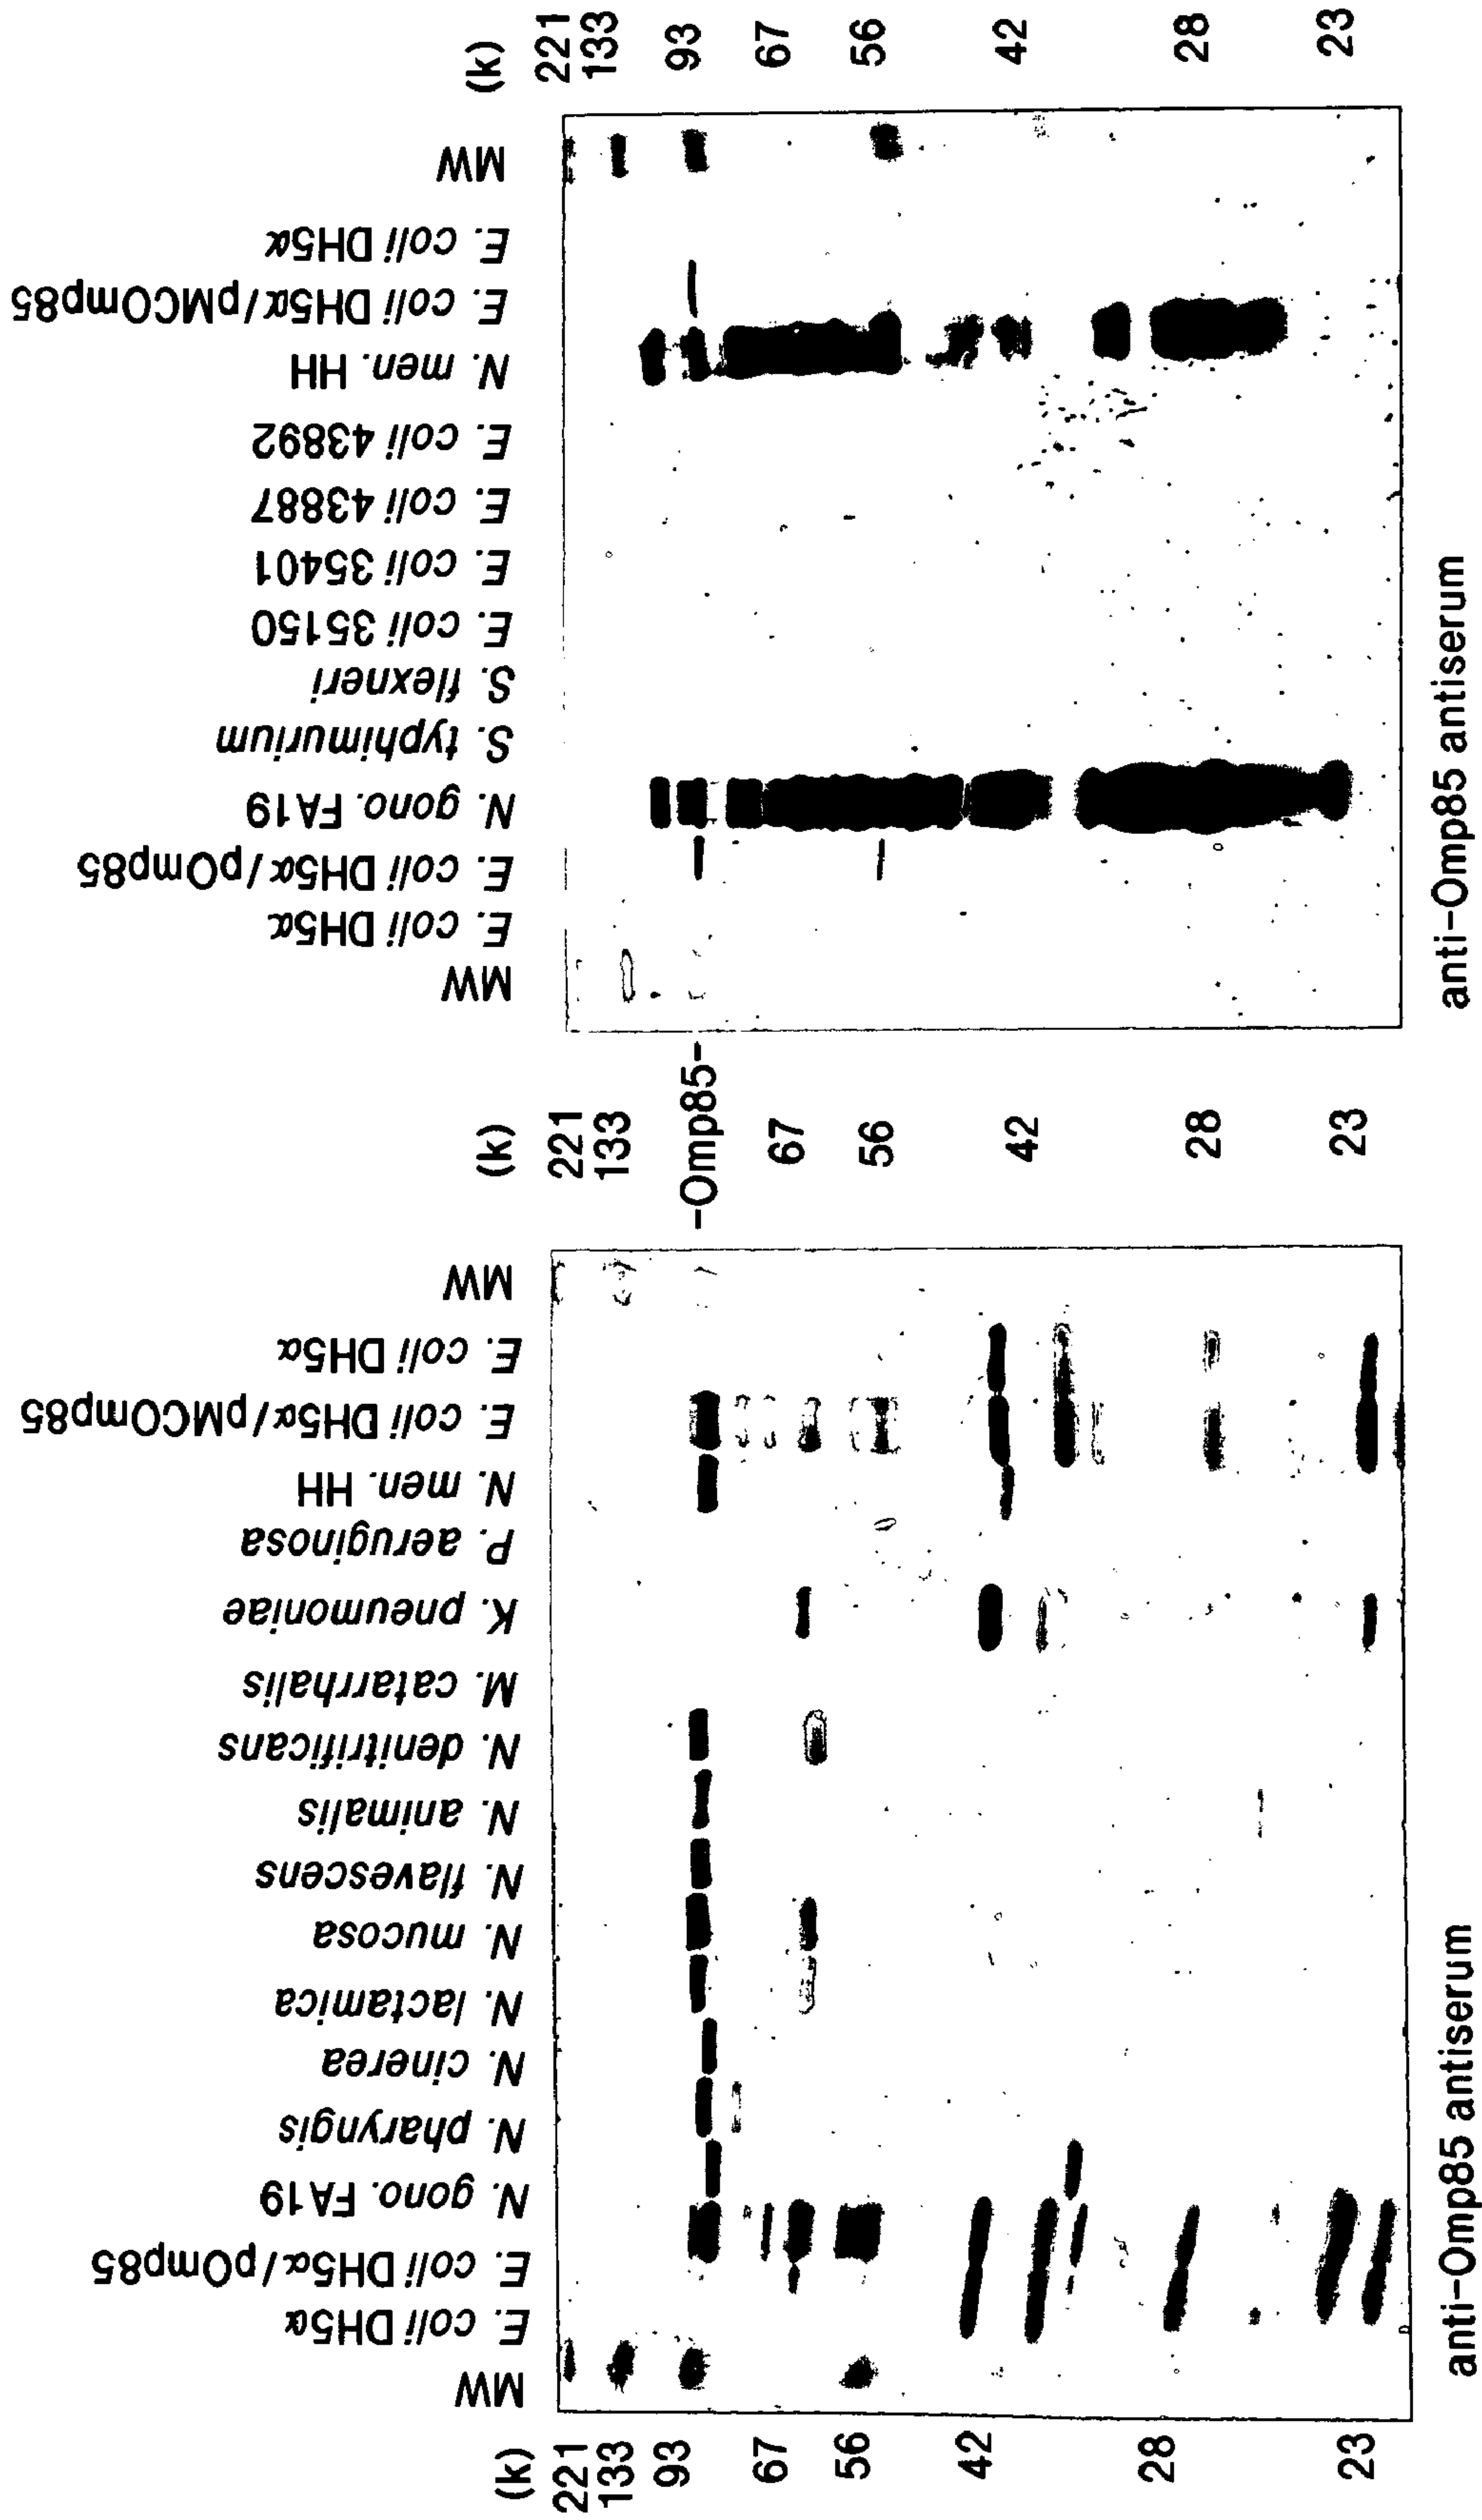 (k)
221
133
93
67
56
42
28
23
MW
E. coli DH5α
E. coli DH5α/pOmp85
N. gono. FA19
N. pharyngis
N. cinerea
N. lactamica
N. mucosa
N. flavescens
N. animalis
N. denitrificans
M. catarrhalis
K. pneumoniae
P. aeruginosa
N. men. HH
E. coli DH5α/pMCOmp85
E. coli DH5α
MW
anti-Omp85 antiserum
(k)
221
133
-Omp85-
67
56
42
28
23
MW
E. coli DH5α
E. coli DH5α/pOmp85
N. gono. FA19
S. typhimurium
S. flexneri
E. coli 35150
E. coli 35401
E. coli 43887
E. coli 43892
N. men. HH
E. coli DH5α/pMCOmp85
E. coli DH5α
MW
anti-Omp85 antiserum
(k)
221
133
93
67
56
42
28
23